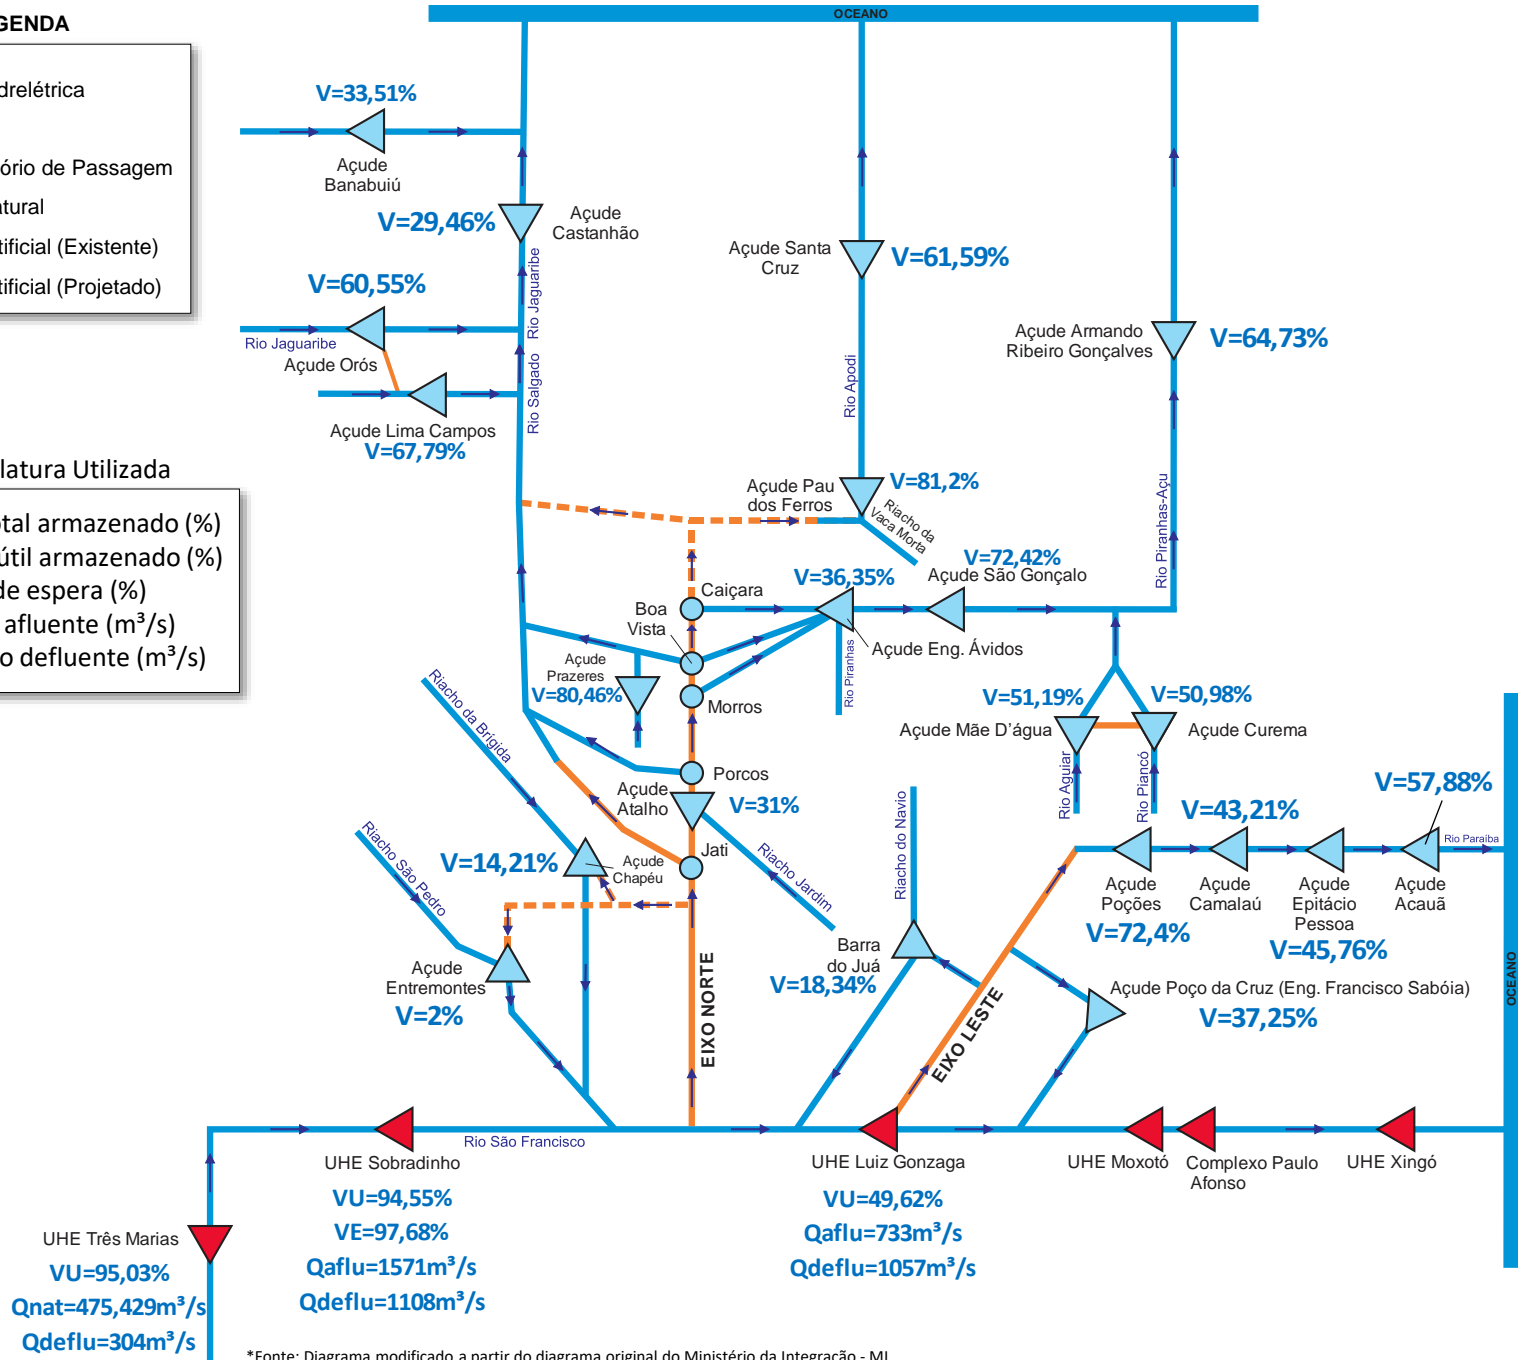 OCEANO
GENDA
drelétrica
ório de Passagem
atural
tificial (Existente)
tificial (Projetado)
V=33,51%
Açude
Banabuiú
V=29,46%
Açude
Castanhão
Rio Jaguaribe
V=60,55%
Rio Jaguaribe
Açude Orós
Rio Salgado
Açude Lima Campos
V=67,79%
Açude Santa
Cruz
V=61,59%
Rio Apodi
Açude Armando
Ribeiro Gonçalves
V=64,73%
Rio Piranhas-Açu
latura Utilizada
otal armazenado (%)
útil armazenado (%)
de espera (%)
afluente (m³/s)
o defluente (m³/s)
Açude Pau
dos Ferros
V=81,2%
Riacho da
Vaca Morta
V=72,42%
Açude São Gonçalo
V=36,35%
Caiçara
Boa
Vista
Açude Eng. Ávidos
Rio Piranhas
Açude
Prazeres
V=80,46%
Morros
Riacho da Brígida
Porcos
Açude
Atalho
V=31%
Jati
Riacho Jardim
V=51,19%
V=50,98%
Açude Mãe D'água
Açude Curema
Rio Aguiar
Rio Piancó
V=57,88%
V=43,21%
Rio Paraíba
Açude
Poções
V=72,4%
Açude
Camalaú
Açude
Epitácio
Pessoa
V=45,76%
Açude
Acauã
Riacho São Pedro
V=14,21%
Açude
Chapéu
Riacho do Navio
Barra
do Juá
V=18,34%
Açude
Entremontes
V=2%
EIXO NORTE
EIXO LESTE
Açude Poço da Cruz (Eng. Francisco Sabóia)
V=37,25%
OCEANO
Rio São Francisco
UHE Sobradinho
VU=94,55%
VE=97,68%
Qaflu=1571m³/s
Qdeflu=1108m³/s
UHE Luiz Gonzaga
VU=49,62%
Qaflu=733m³/s
Qdeflu=1057m³/s
UHE Moxotó
Complexo Paulo
Afonso
UHE Xingó
UHE Três Marias
VU=95,03%
Qnat=475,429m³/s
Qdeflu=304m³/s
*Fonte: Diagrama modificado a partir do diagrama original do Ministério da Integração - MI